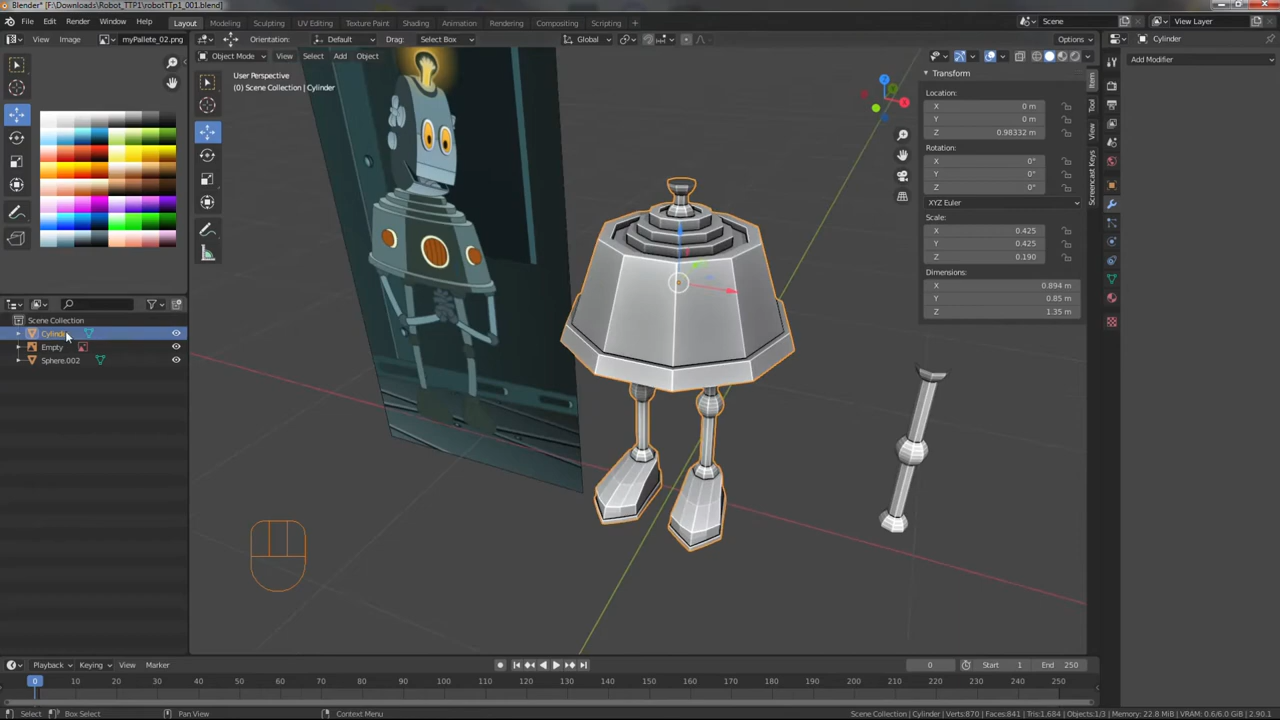 Blender* [F:\Downloads\Robot_TTP1\robotTTp1_001.blend]
File Edit Render Window Help
Layout Modeling Sculpting UV Editing Texture Paint Shading Animation Rendering Compositing Scripting +
Scene View Layer
View Image myPallete_02.png
Orientation: Default Drag: Select Box Global Options
Object Mode View Select Add Object
User Perspective
(0) Scene Collection | Cylinder
Z
X
Transform
Location:
X 0 m
Y 0 m
Z 0.98332 m
Rotation:
X 0°
Y 0°
Z 0°
XYZ Euler
Scale:
X 0.425
Y 0.425
Z 0.190
Dimensions:
X 0.894 m
Y 0.85 m
Z 1.35 m
Item
Tool
View
Screencast Keys
Cylinder
Add Modifier
Scene Collection
Cylinder
Empty
Sphere.002
Playback Keying View Marker
0 Start 1 End 250
0 10 20 30 40 50 60 70 80 90 100 110 120 130 140 150 160 170 180 190 200 210 220 230 240 250
Select Box Select Pan View Context Menu
Scene Collection | Cylinder | Verts:870 | Faces:841 | Tris:1,684 | Objects:1/3 | Memory: 22.8 MiB | VRAM: 0.6/6.0 GiB | 2.90.1